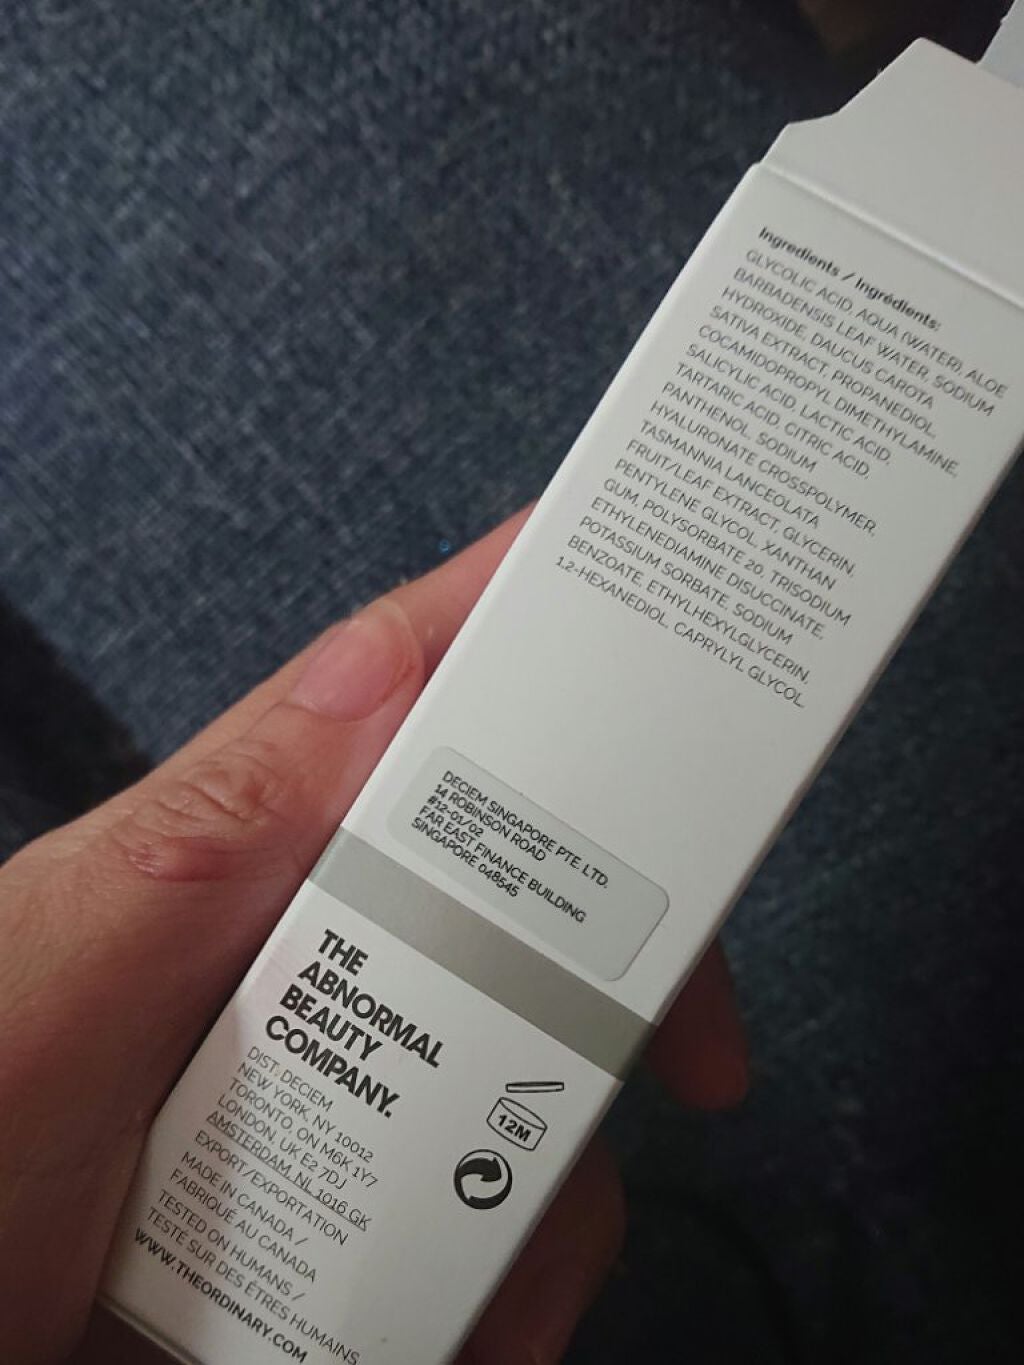 Ingredients / Ingrédients:
GLYCOLIC ACID, AQUA (WATER), ALOE
BARBADENSIS LEAF WATER, SODIUM
HYDROXIDE, DAUCUS CAROTA
SATIVA EXTRACT, PROPANEDIOL,
COCAMIDOPROPYL DIMETHYLAMINE,
SALICYLIC ACID, LACTIC ACID,
TARTARIC ACID, CITRIC ACID,
PANTHENOL, SODIUM
HYALURONATE CROSSPOLYMER,
TASMANNIA LANCEOLATA
FRUIT/LEAF EXTRACT, GLYCERIN,
PENTYLENE GLYCOL, XANTHAN
GUM, POLYSORBATE 20, TRISODIUM
ETHYLENEDIAMINE DISUCCINATE,
POTASSIUM SORBATE, SODIUM
BENZOATE, ETHYLHEXYLGLYCERIN,
1,2-HEXANEDIOL, CAPRYLYL GLYCOL.
DECIEM SINGAPORE PTE. LTD.
14 ROBINSON ROAD
#12-01/02
FAR EAST FINANCE BUILDING
SINGAPORE 048545
THE
ABNORMAL
BEAUTY
COMPANY.
DIST. DECIEM
NEW YORK, NY 10012
TORONTO, ON M6K 1Y7
LONDON, UK E2 7DJ
AMSTERDAM, NL 1016 GK
EXPORT/EXPORTATION
MADE IN CANADA /
FABRIQUÉ AU CANADA
TESTED ON HUMANS /
TESTÉ SUR DES ÊTRES HUMAINS
WWW.THEORDINARY.COM
12M